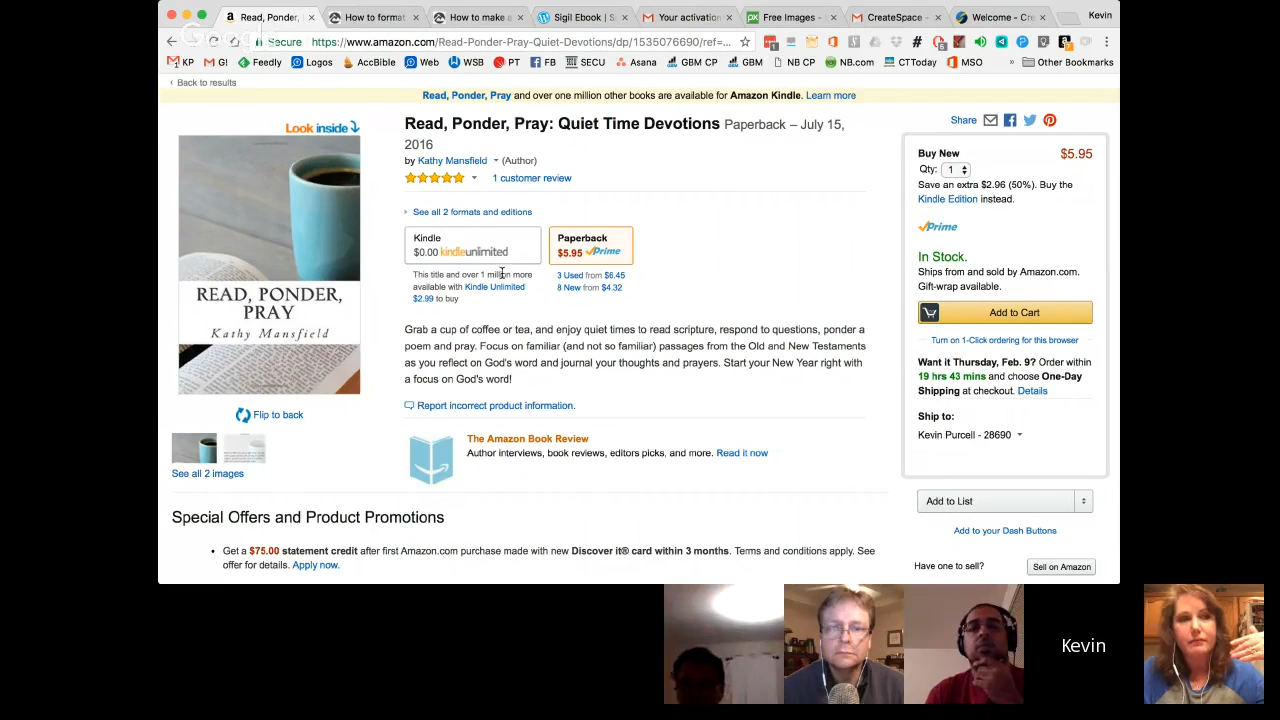 Read, Ponder,
How to format
How to make a
Sigil Ebook | S
Your activation
Free Images -
CreateSpace -
Welcome - Cre
Kevin
Secure https://www.amazon.com/Read-Ponder-Pray-Quiet-Devotions/dp/1535076690/ref=...
KP G! Feedly Logos AccBible Web WSB PT FB SECU Asana GBM CP GBM NB CP NB.com CTToday MSO » Other Bookmarks
‹ Back to results
Read, Ponder, Pray and over one million other books are available for Amazon Kindle. Learn more
Look inside
READ, PONDER,
PRAY
Kathy Mansfield
Flip to back
See all 2 images
Read, Ponder, Pray: Quiet Time Devotions Paperback – July 15,
2016
by Kathy Mansfield (Author)
1 customer review
See all 2 formats and editions
Kindle
$0.00 kindleunlimited
This title and over 1 million more
available with Kindle Unlimited
$2.99 to buy
Paperback
$5.95 Prime
3 Used from $6.45
8 New from $4.32
Grab a cup of coffee or tea, and enjoy quiet times to read scripture, respond to questions, ponder a
poem and pray. Focus on familiar (and not so familiar) passages from the Old and New Testaments
as you reflect on God's word and journal your thoughts and prayers. Start your New Year right with
a focus on God's word!
Report incorrect product information.
The Amazon Book Review
Author interviews, book reviews, editors picks, and more. Read it now
Share
Buy New $5.95
Qty: 1
Save an extra $2.96 (50%). Buy the
Kindle Edition instead.
Prime
In Stock.
Ships from and sold by Amazon.com.
Gift-wrap available.
Add to Cart
Turn on 1-Click ordering for this browser
Want it Thursday, Feb. 9? Order within
19 hrs 43 mins and choose One-Day
Shipping at checkout. Details
Ship to:
Kevin Purcell - 28690
Add to List
Add to your Dash Buttons
Have one to sell? Sell on Amazon
Special Offers and Product Promotions
• Get a $75.00 statement credit after first Amazon.com purchase made with new Discover it® card within 3 months. Terms and conditions apply. See
offer for details. Apply now.
Kevin